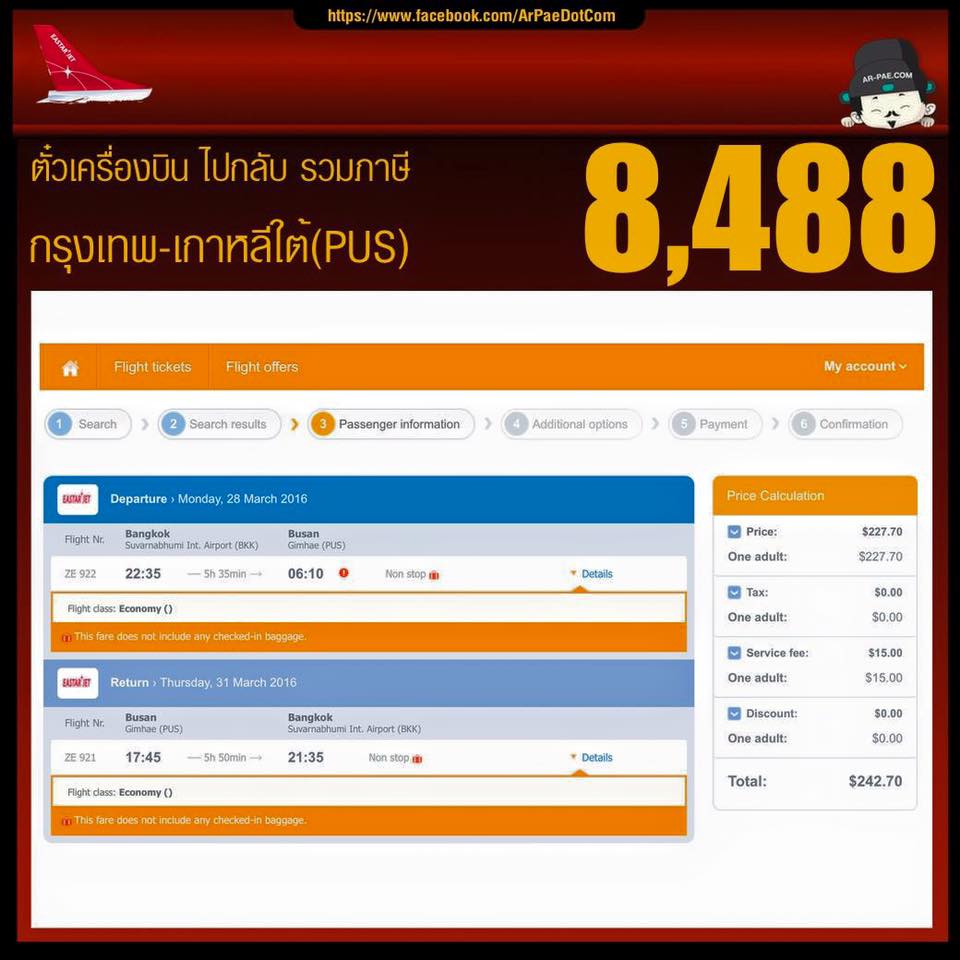 https://www.facebook.com/ArPaeDotCom
EASTAR JET
AR-PAE.COM
ตั๋วเครื่องบิน ไปกลับ รวมภาษี
8,488
กรุงเทพ-เกาหลีใต้(PUS)
Flight tickets Flight offers My account
1 Search 2 Search results 3 Passenger information 4 Additional options 5 Payment 6 Confirmation
EASTAR JET Departure › Monday, 28 March 2016
Flight Nr. Bangkok Busan
Suvarnabhumi Int. Airport (BKK) Gimhae (PUS)
ZE 922 22:35 5h 35min 06:10 Non stop Details
Flight class: Economy ()
This fare does not include any checked-in baggage.
EASTAR JET Return › Thursday, 31 March 2016
Flight Nr. Busan Bangkok
Gimhae (PUS) Suvarnabhumi Int. Airport (BKK)
ZE 921 17:45 5h 50min 21:35 Non stop Details
Flight class: Economy ()
This fare does not include any checked-in baggage.
Price Calculation
Price: $227.70
One adult: $227.70
Tax: $0.00
One adult: $0.00
Service fee: $15.00
One adult: $15.00
Discount: $0.00
One adult: $0.00
Total: $242.70